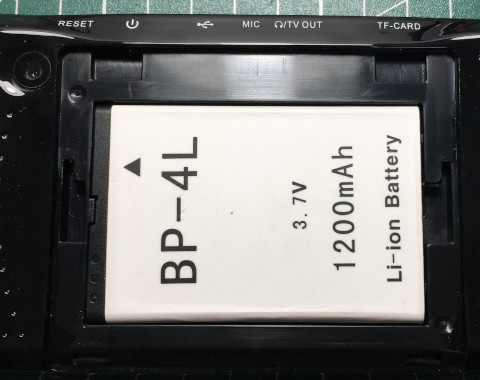 RESET
MIC
Ω/TV OUT
TF-CARD
BP-4L
3.7V
1200mAh
Li-ion Battery